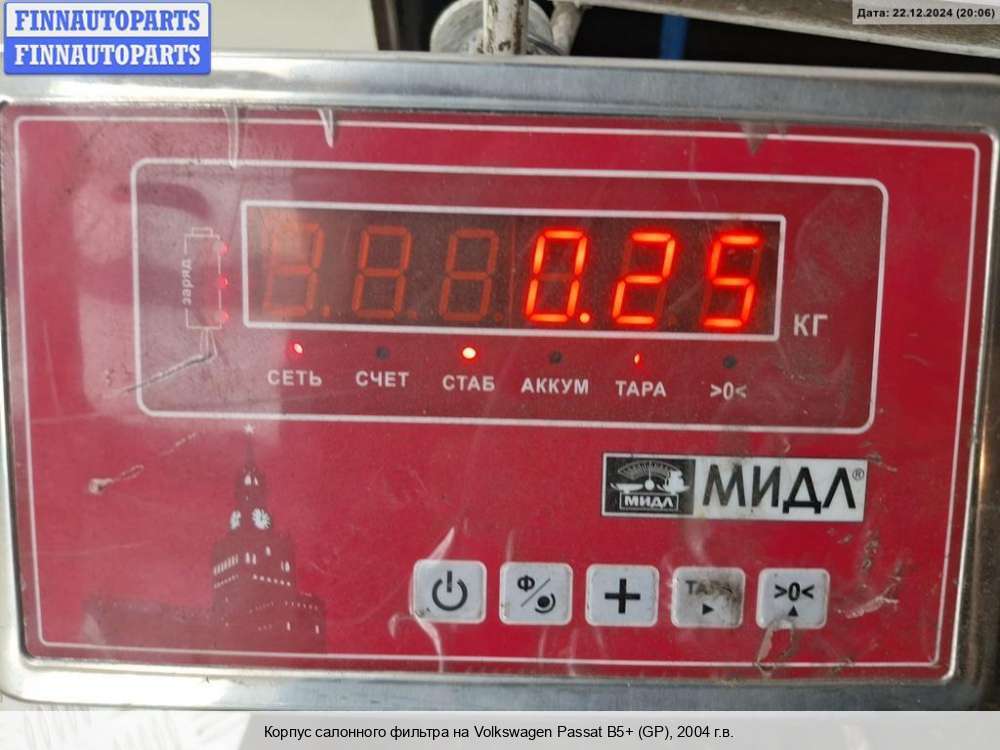 FINNAUTOPARTS
FINNAUTOPARTS
Дата: 22.12.2024 (20:06)
заряд
0.25
КГ
СЕТЬ СЧЕТ СТАБ АККУМ ТАРА >0<
МИДЛ МИДЛ®
Ф
ТАРА >0<
Корпус салонного фильтра на Volkswagen Passat B5+ (GP), 2004 г.в.